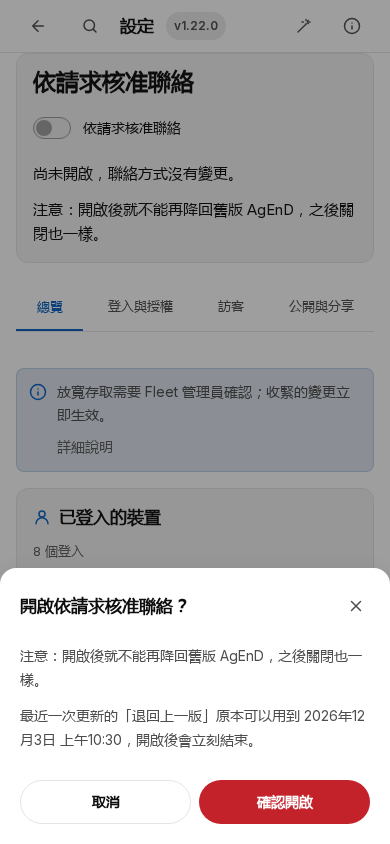 設定 v1.22.0
依請求核准聯絡
依請求核准聯絡
尚未開啟，聯絡方式沒有變更。
注意：開啟後就不能再降回舊版 AgEnD，之後關
閉也一樣。
總覽 登入與授權 訪客 公開與分享
放寬存取需要 Fleet 管理員確認；收緊的變更立
即生效。
詳細說明
已登入的裝置
8 個登入
開啟依請求核准聯絡？
注意：開啟後就不能再降回舊版 AgEnD，之後關閉也一
樣。
最近一次更新的「退回上一版」原本可以用到 2026年12
月3日 上午10:30，開啟後會立刻結束。
取消 確認開啟